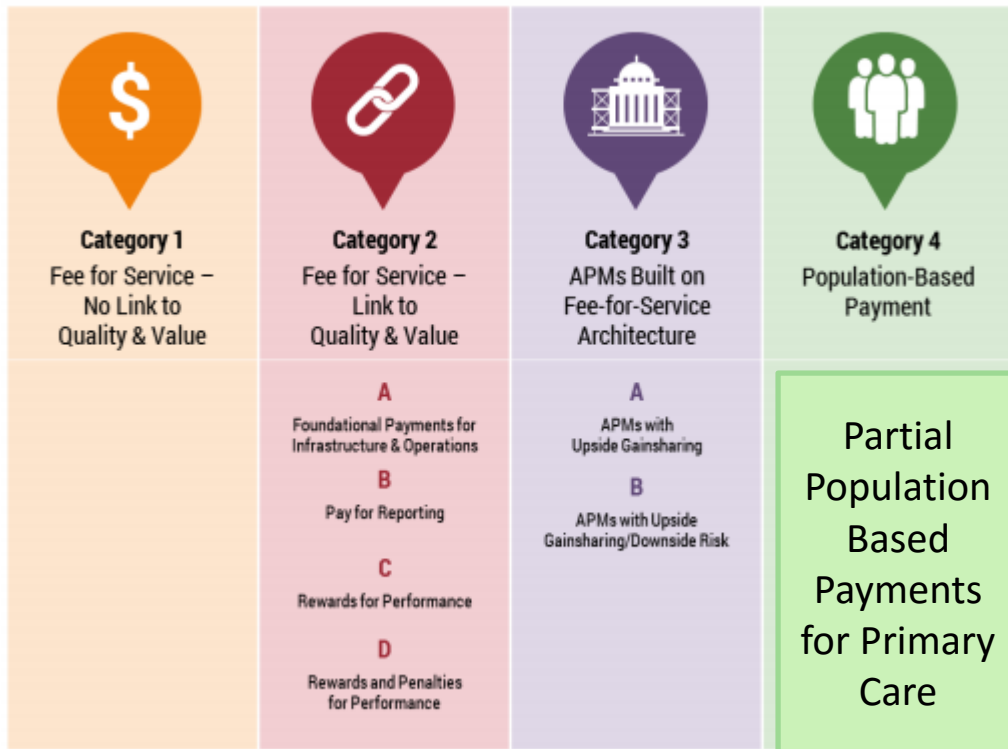 $
Category 1
Fee for Service –
No Link to
Quality & Value
Category 2
Fee for Service –
Link to
Quality & Value
A
Foundational Payments for
Infrastructure & Operations
B
Pay for Reporting
C
Rewards for Performance
D
Rewards and Penalties
for Performance
Category 3
APMs Built on
Fee-for-Service
Architecture
A
APMs with
Upside Gainsharing
B
APMs with Upside
Gainsharing/Downside Risk
Category 4
Population-Based
Payment
Partial
Population
Based
Payments
for Primary
Care